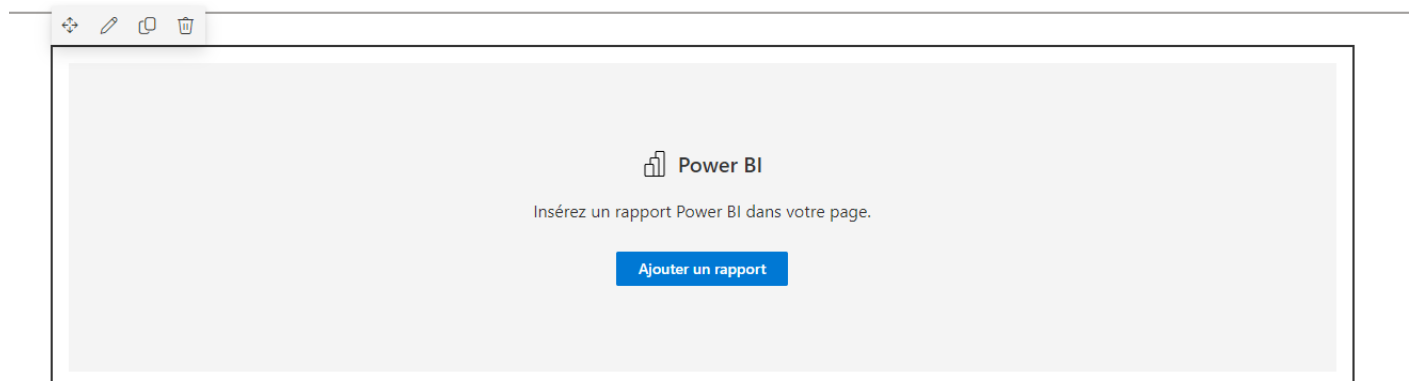 Power BI
Insérez un rapport Power BI dans votre page.
Ajouter un rapport